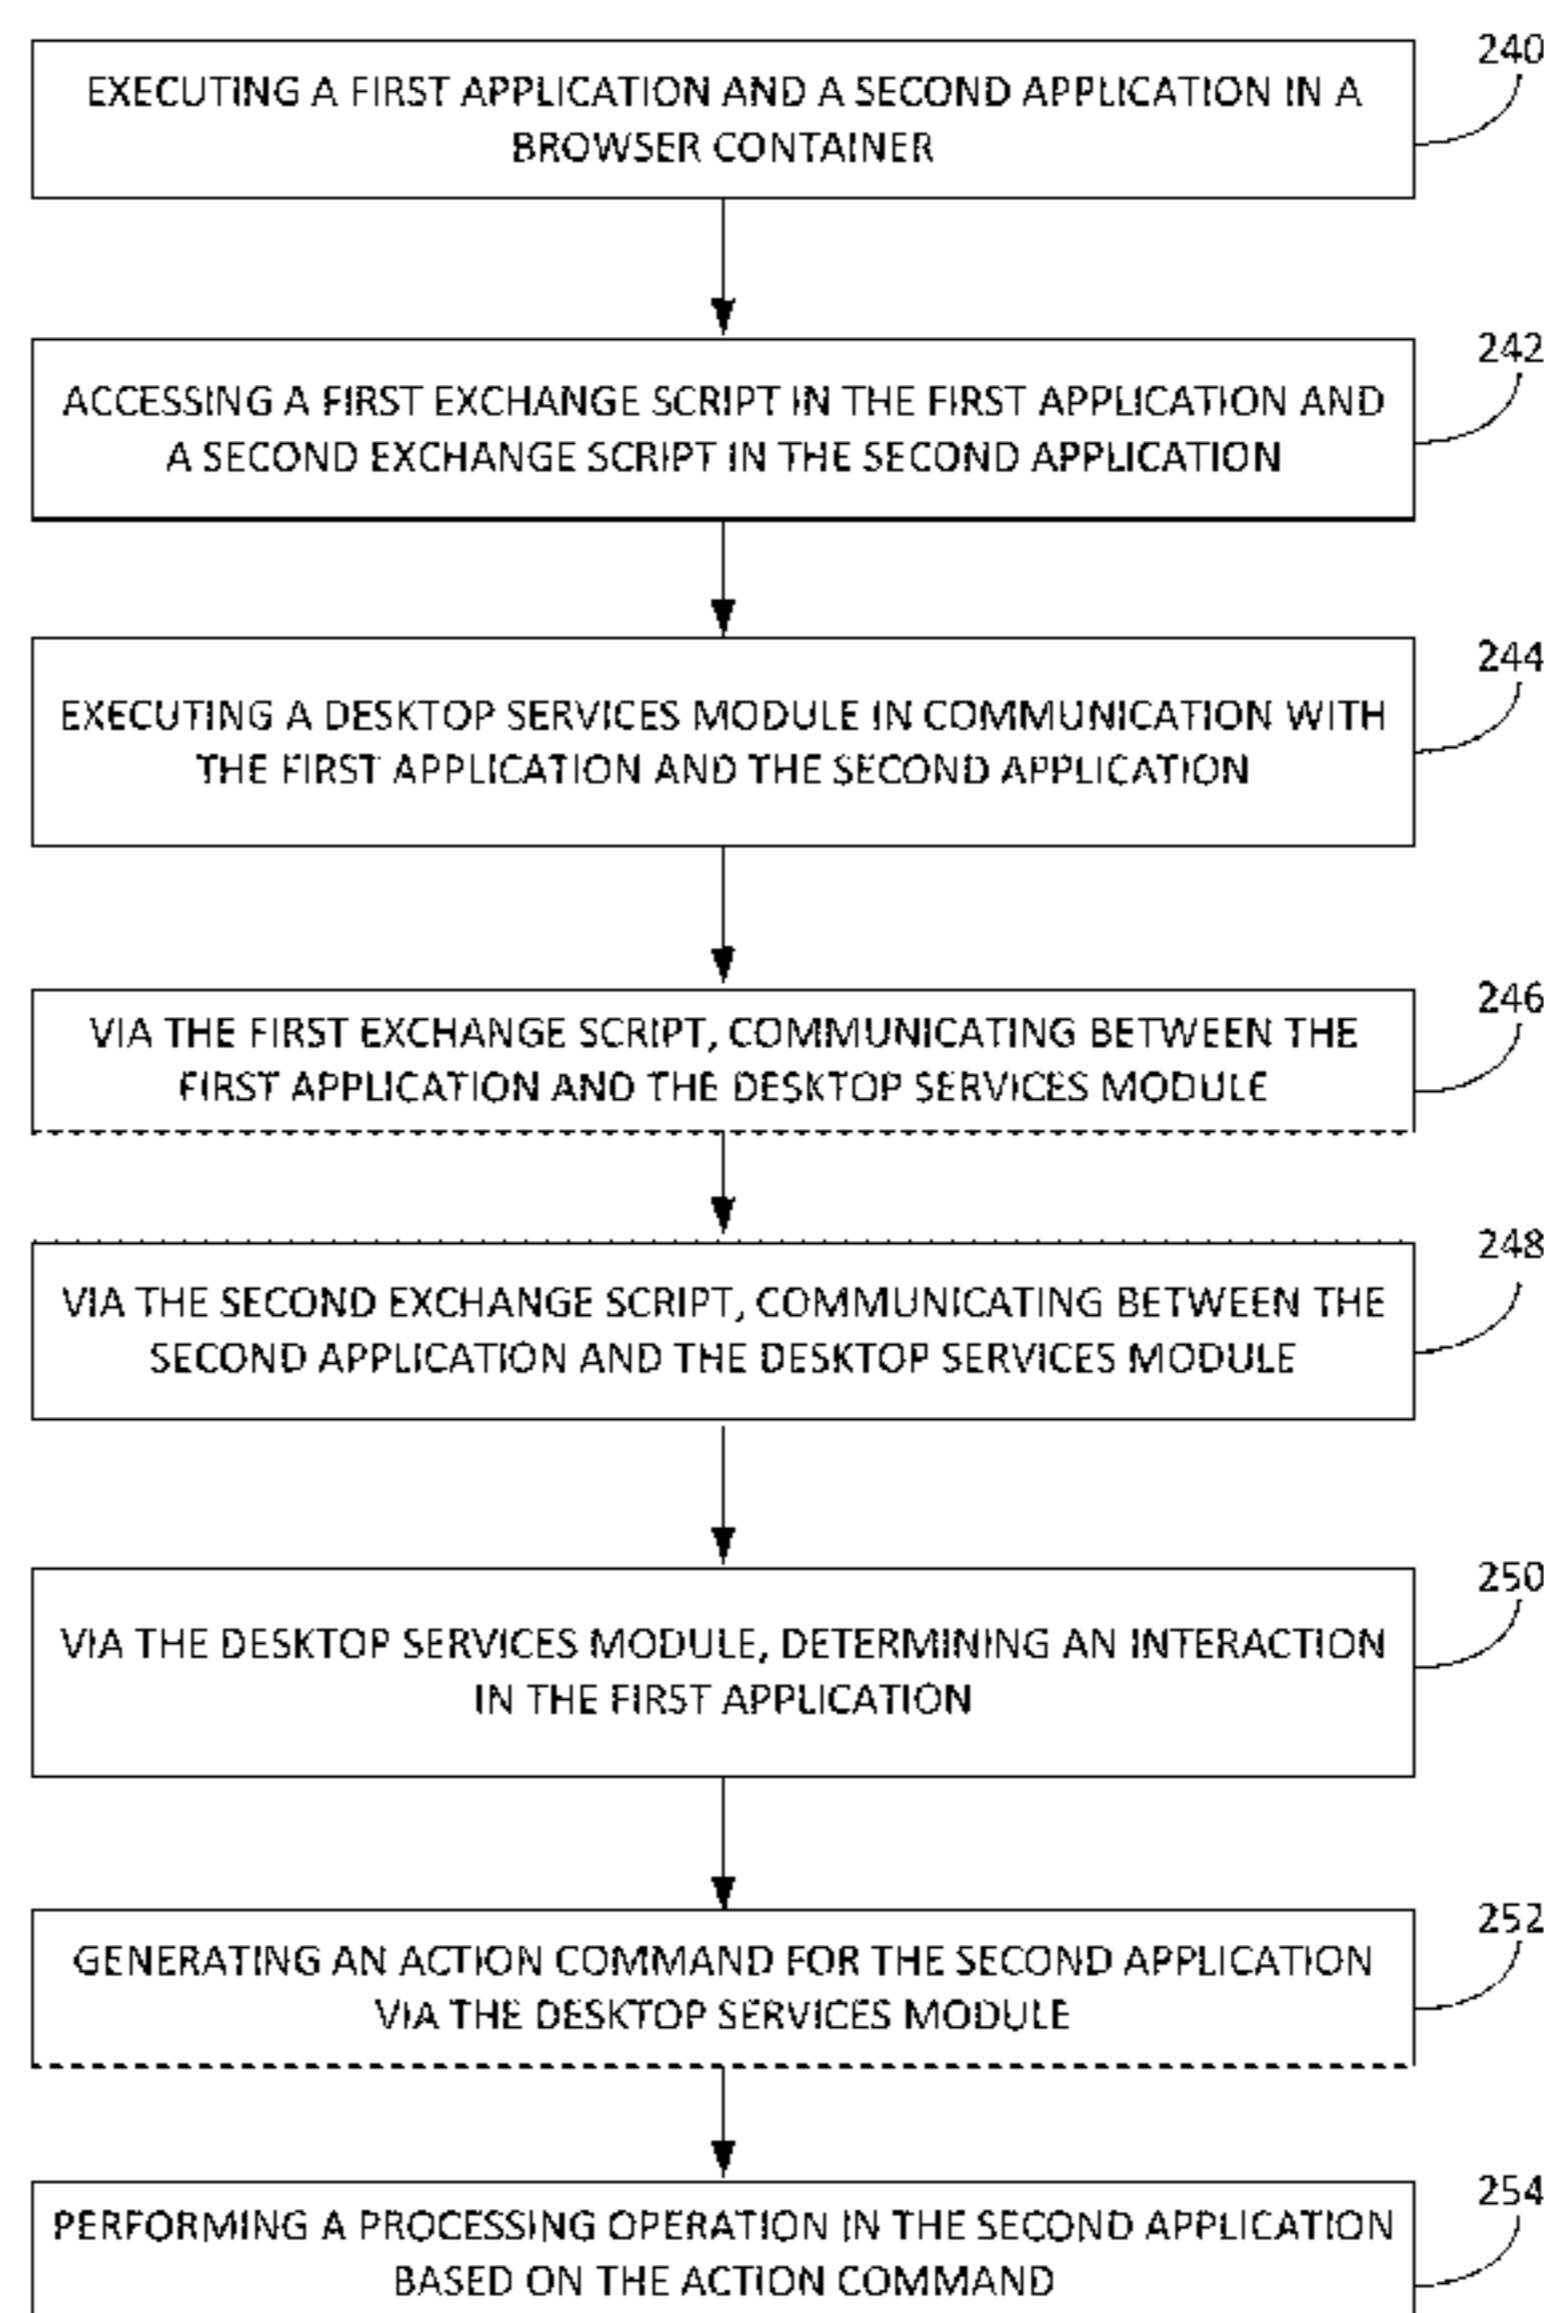 240
EXECUTING A FIRST APPLICATION AND A SECOND APPLICATION IN A
BROWSER CONTAINER
242
ACCESSING A FIRST EXCHANGE SCRIPT IN THE FIRST APPLICATION AND
A SECOND EXCHANGE SCRIPT IN THE SECOND APPLICATION
244
EXECUTING A DESKTOP SERVICES MODULE IN COMMUNICATION WITH
THE FIRST APPLICATION AND THE SECOND APPLICATION
246
VIA THE FIRST EXCHANGE SCRIPT, COMMUNICATING BETWEEN THE
FIRST APPLICATION AND THE DESKTOP SERVICES MODULE
248
VIA THE SECOND EXCHANGE SCRIPT, COMMUNICATING BETWEEN THE
SECOND APPLICATION AND THE DESKTOP SERVICES MODULE
250
VIA THE DESKTOP SERVICES MODULE, DETERMINING AN INTERACTION
IN THE FIRST APPLICATION
252
GENERATING AN ACTION COMMAND FOR THE SECOND APPLICATION
VIA THE DESKTOP SERVICES MODULE
254
PERFORMING A PROCESSING OPERATION IN THE SECOND APPLICATION
BASED ON THE ACTION COMMAND